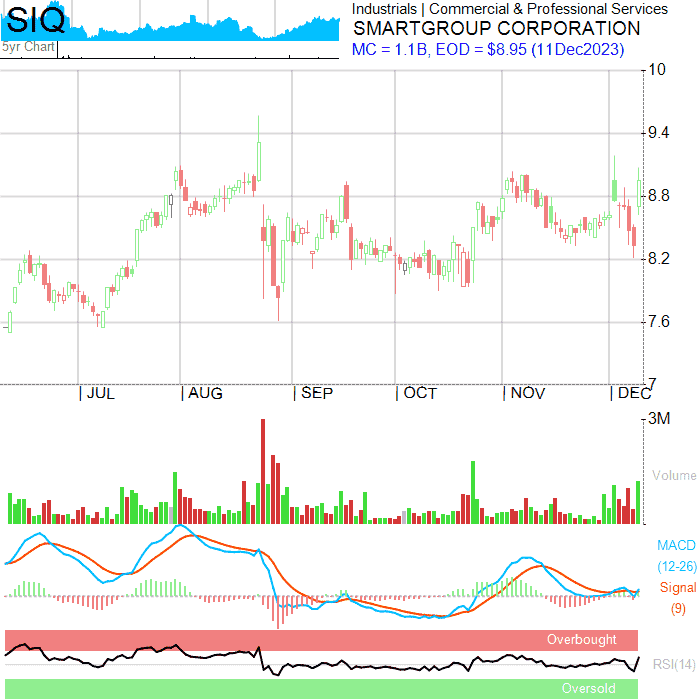 SIQ
5yr Chart
Industrials | Commercial & Professional Services
SMARTGROUP CORPORATION
MC = 1.1B, EOD = $8.95 (11Dec2023)
10
9.4
8.8
8.2
7.6
7
| JUL | AUG | SEP | OCT | NOV | DEC
3M
Volume
MACD
(12-26)
Signal
(9)
Overbought
RSI(14)
Oversold